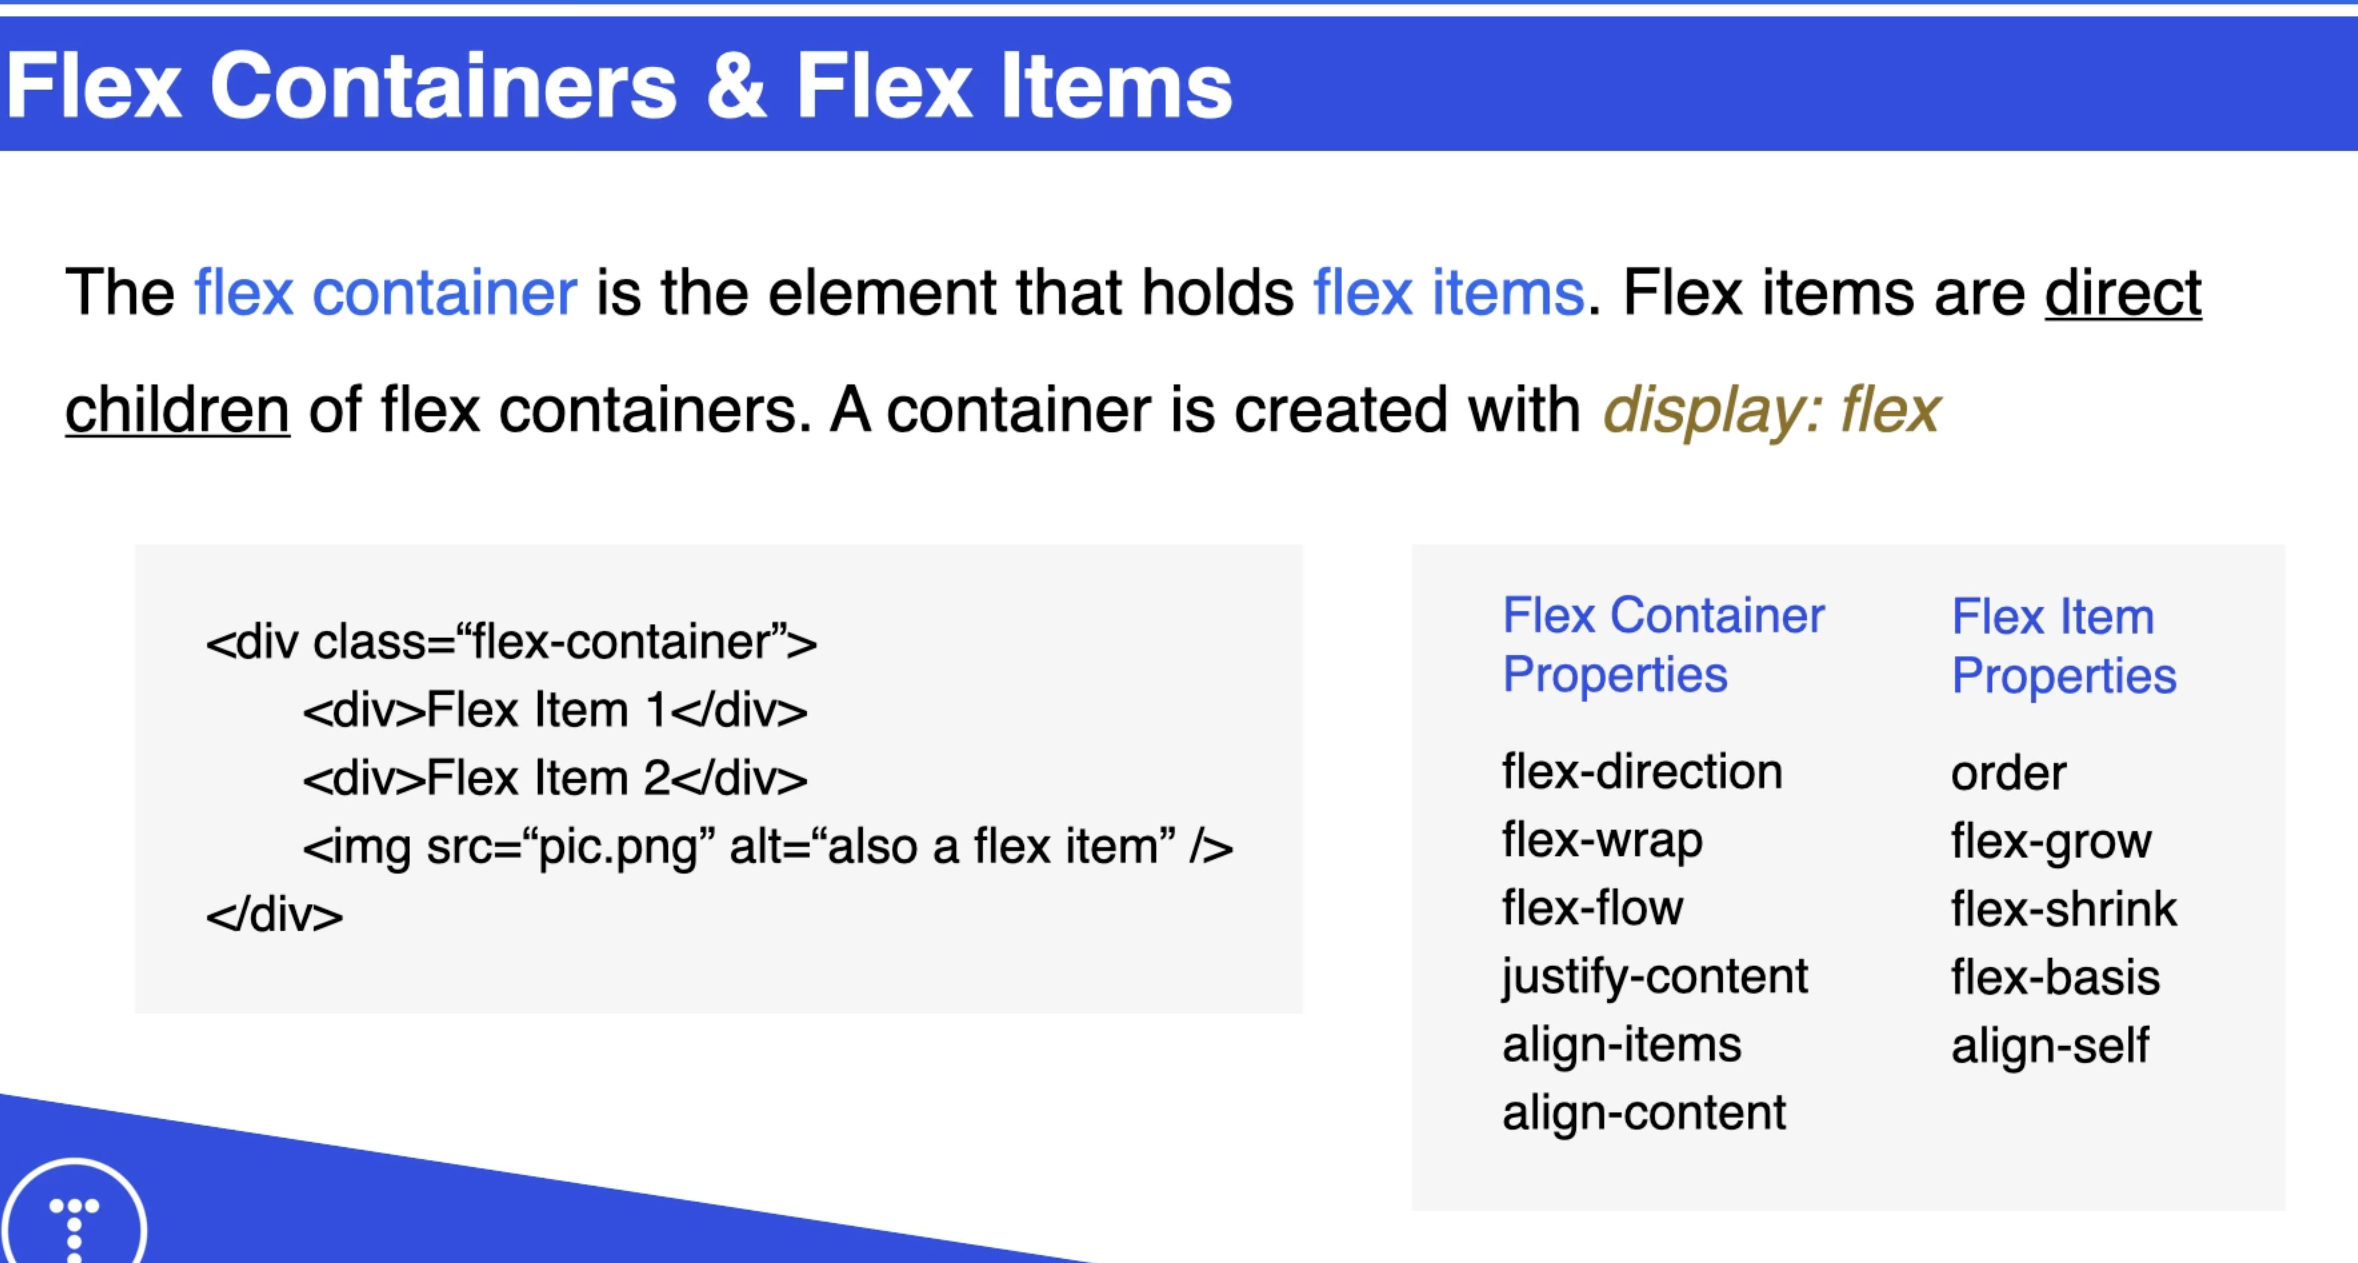 Flex Containers & Flex Items
The flex container is the element that holds flex items. Flex items are direct
children of flex containers. A container is created with display: flex
<div class=“flex-container”>
<div>Flex Item 1</div>
<div>Flex Item 2</div>
<img src=“pic.png” alt=“also a flex item” />
</div>
Flex Container
Properties
flex-direction
flex-wrap
flex-flow
justify-content
align-items
align-content
Flex Item
Properties
order
flex-grow
flex-shrink
flex-basis
align-self
T